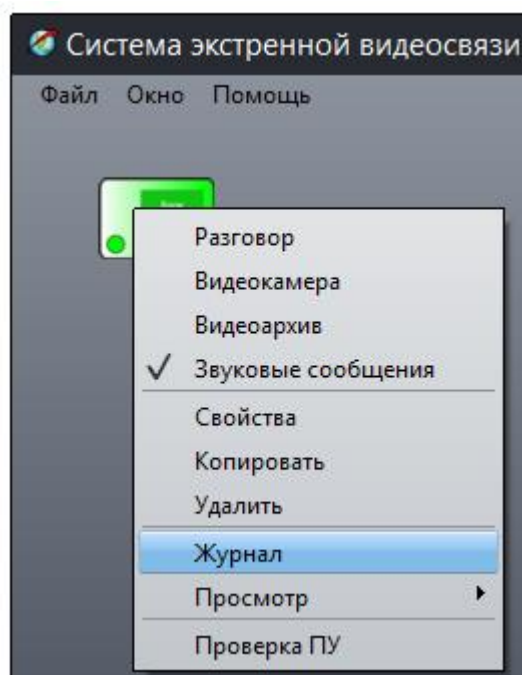 Система экстренной видеосвязи
Файл Окно Помощь
Разговор
Видеокамера
Видеоархив
Звуковые сообщения
Свойства
Копировать
Удалить
Журнал
Просмотр
Проверка ПУ